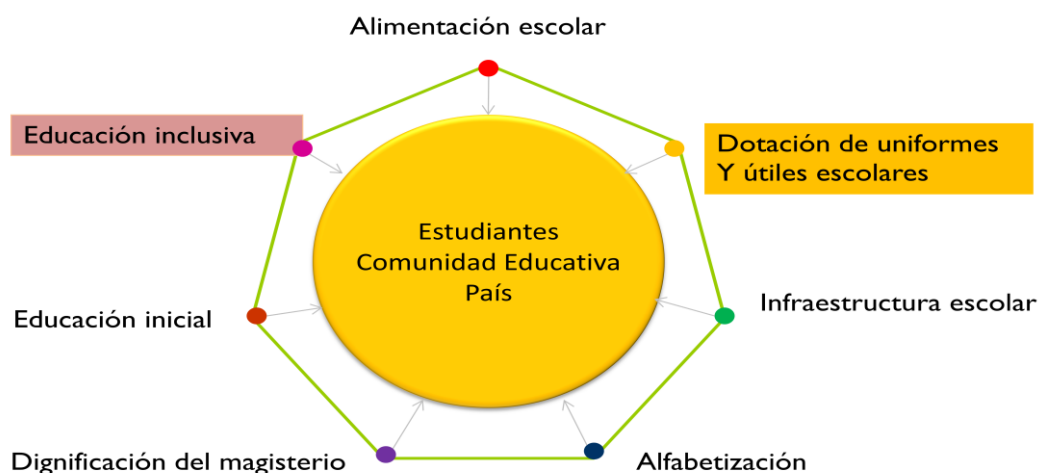 Alimentación escolar
Educación inclusiva
Dotación de uniformes
Y útiles escolares
Estudiantes
Comunidad Educativa
País
Educación inicial
Infraestructura escolar
Dignificación del magisterio
Alfabetización